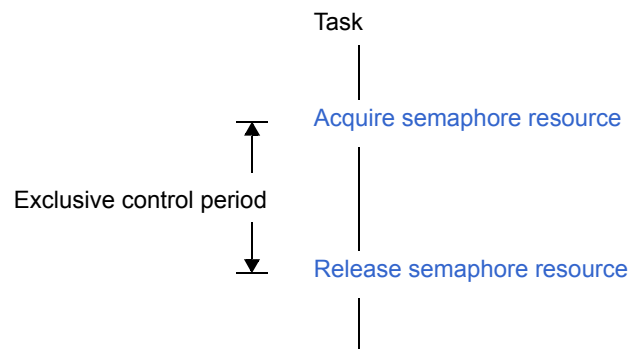 Task
Acquire semaphore resource
Exclusive control period
Release semaphore resource